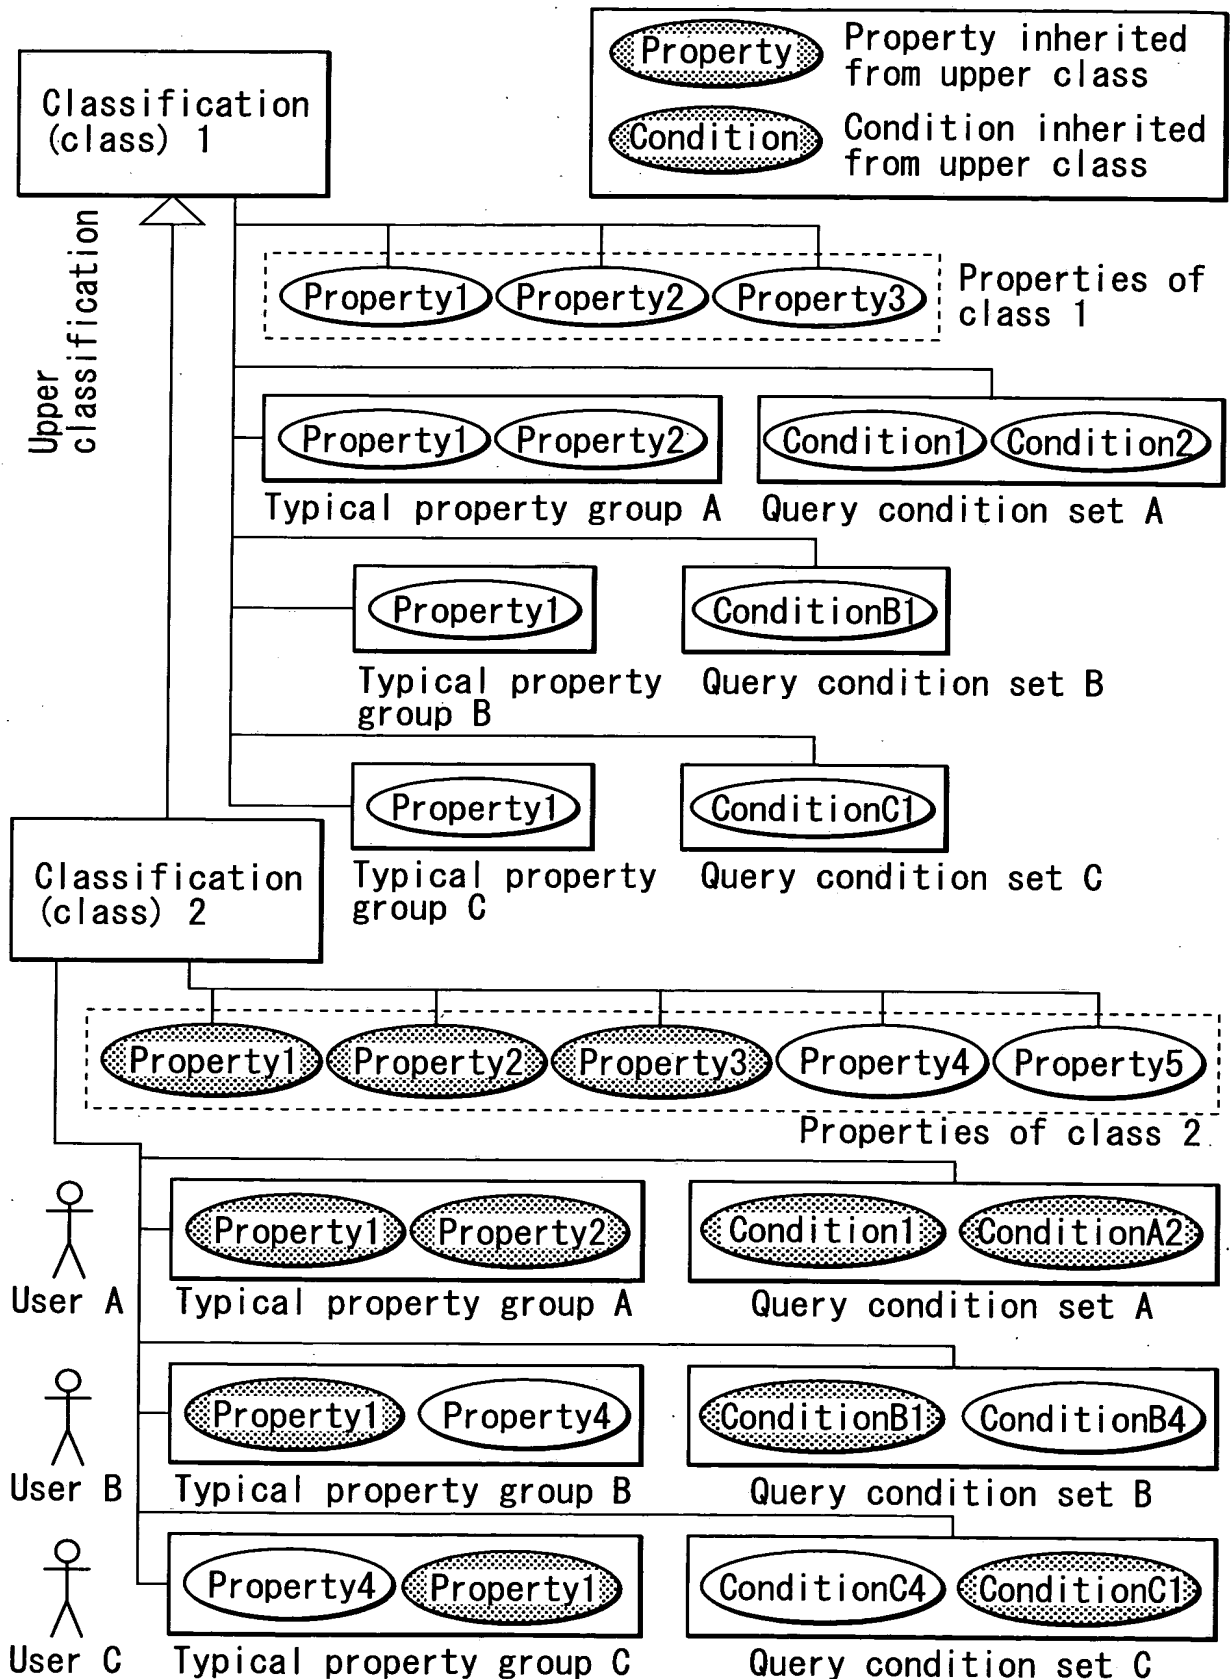 Property
Property inherited
from upper class
Condition
Condition inherited
from upper class
Classification
(class) 1
Upper
classification
Property1 Property2 Property3
Properties of
class 1
Property1 Property2
Condition1 Condition2
Typical property group A
Query condition set A
Property1
ConditionB1
Typical property
group B
Query condition set B
Property1
ConditionC1
Typical property
group C
Query condition set C
Classification
(class) 2
Property1 Property2 Property3 Property4 Property5
Properties of class 2
Property1 Property2
Condition1 ConditionA2
User A
Typical property group A
Query condition set A
Property1 Property4
ConditionB1 ConditionB4
User B
Typical property group B
Query condition set B
Property4 Property1
ConditionC4 ConditionC1
User C
Typical property group C
Query condition set C